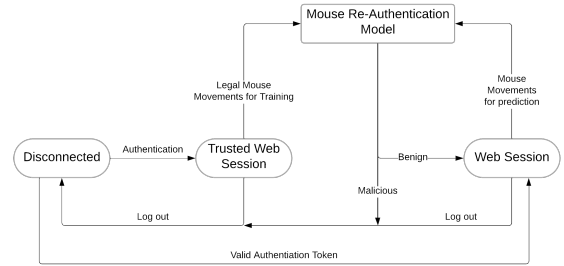 Mouse Re-Authentication
Model
Legal Mouse
Movements for Training
Mouse
Movements
for prediction
Disconnected
Authentication
Trusted Web
Session
Benign
Web Session
Malicious
Log out
Log out
Valid Authentiation Token